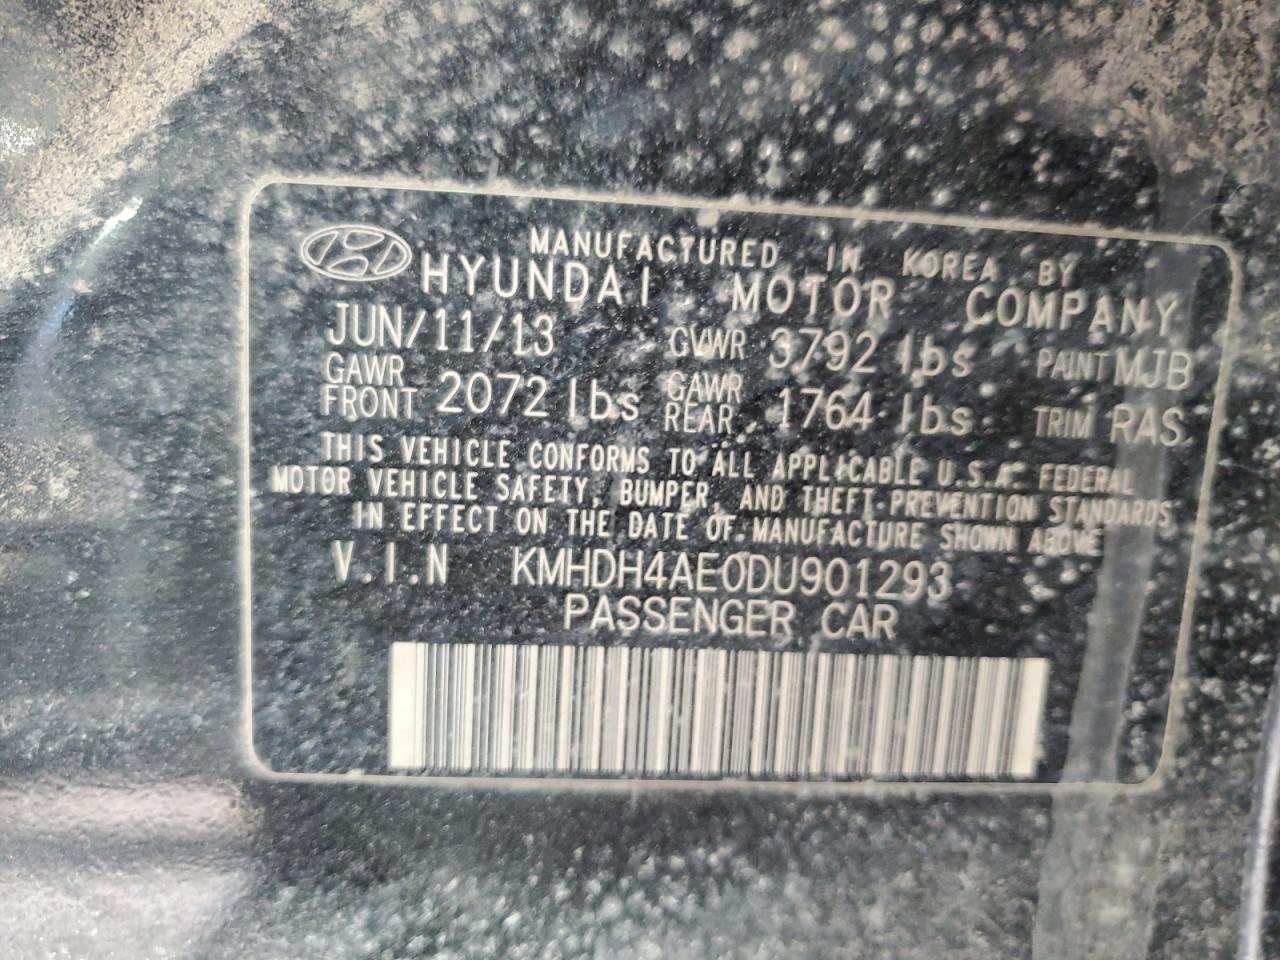 MANUFACTURED IN KOREA BY
HYUNDAI MOTOR COMPANY
JUN/11/13 GVWR 3792 lbs PAINT MJB
GAWR FRONT 2072 lbs GAWR REAR 1764 lbs TRIM RAS
THIS VEHICLE CONFORMS TO ALL APPLICABLE U.S.A. FEDERAL
MOTOR VEHICLE SAFETY, BUMPER, AND THEFT PREVENTION STANDARDS
IN EFFECT ON THE DATE OF MANUFACTURE SHOWN ABOVE
V.I.N KMHDH4AE0DU901293
PASSENGER CAR